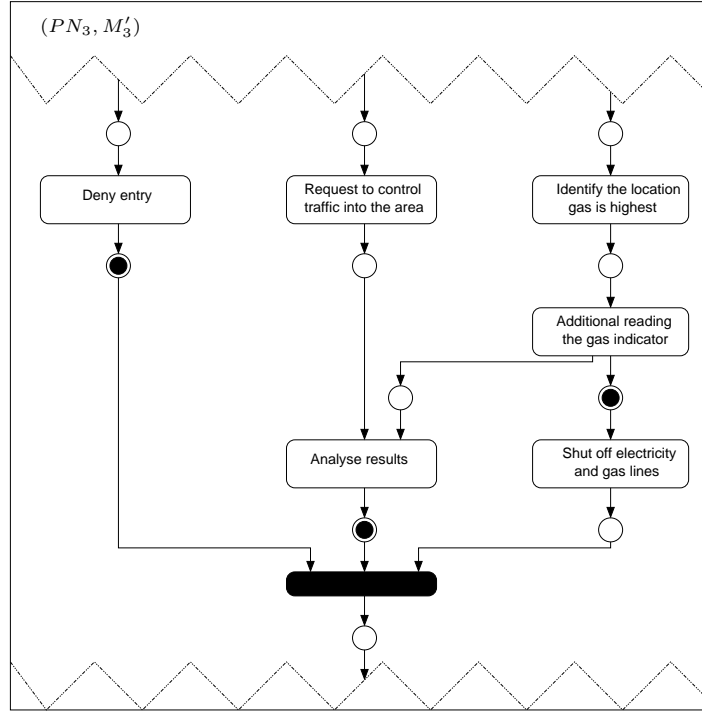 (PN₃, M₃′)
Deny entry
Request to control
traffic into the area
Identify the location
gas is highest
Additional reading
the gas indicator
Analyse results
Shut off electricity
and gas lines